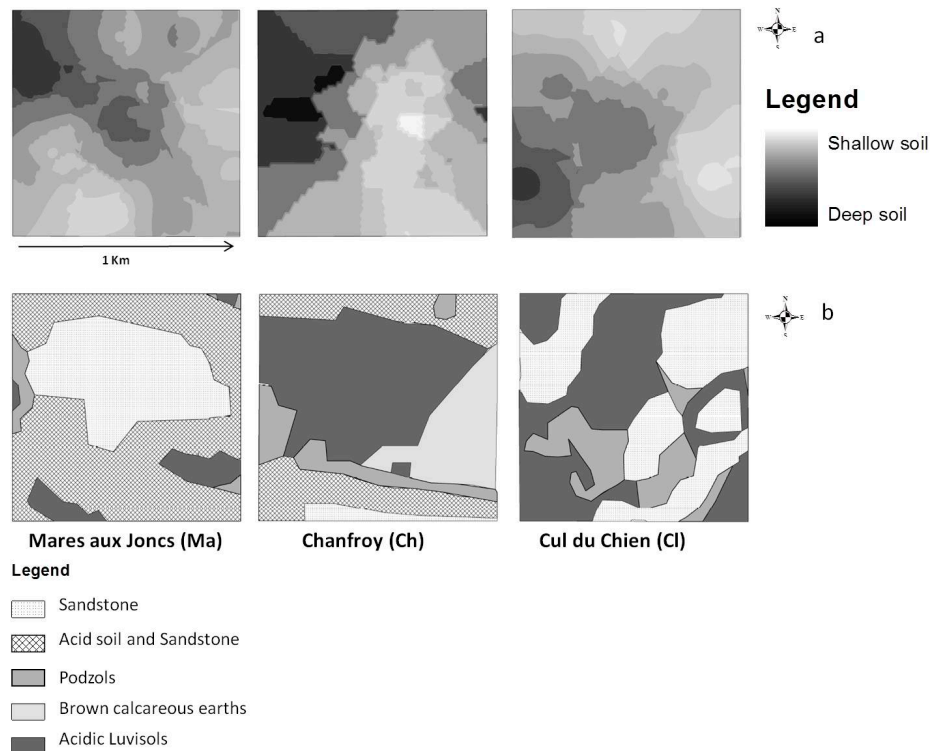 N
W E
S
a
Legend
Shallow soil
Deep soil
1 Km
N
W E
S
b
Mares aux Joncs (Ma)
Chanfroy (Ch)
Cul du Chien (Cl)
Legend
Sandstone
Acid soil and Sandstone
Podzols
Brown calcareous earths
Acidic Luvisols